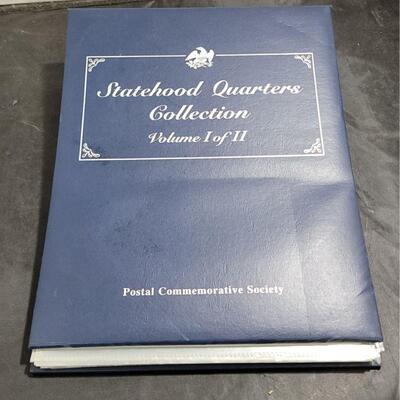 Statehood Quarters
Collection
Volume I of II
Postal Commemorative Society